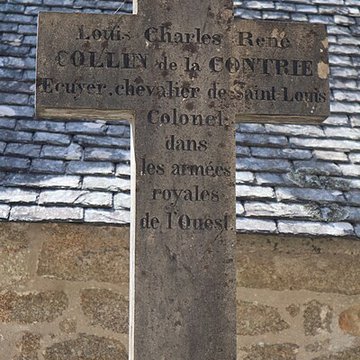 Louis Charles René
COLLIN de la CONTRIE
Ecuyer, chevalier de Saint Louis
Colonel
dans
les armées
royales
de l'Ouest